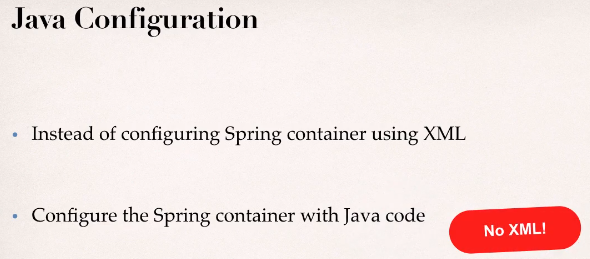 Java Configuration
• Instead of configuring Spring container using XML
• Configure the Spring container with Java code
No XML!